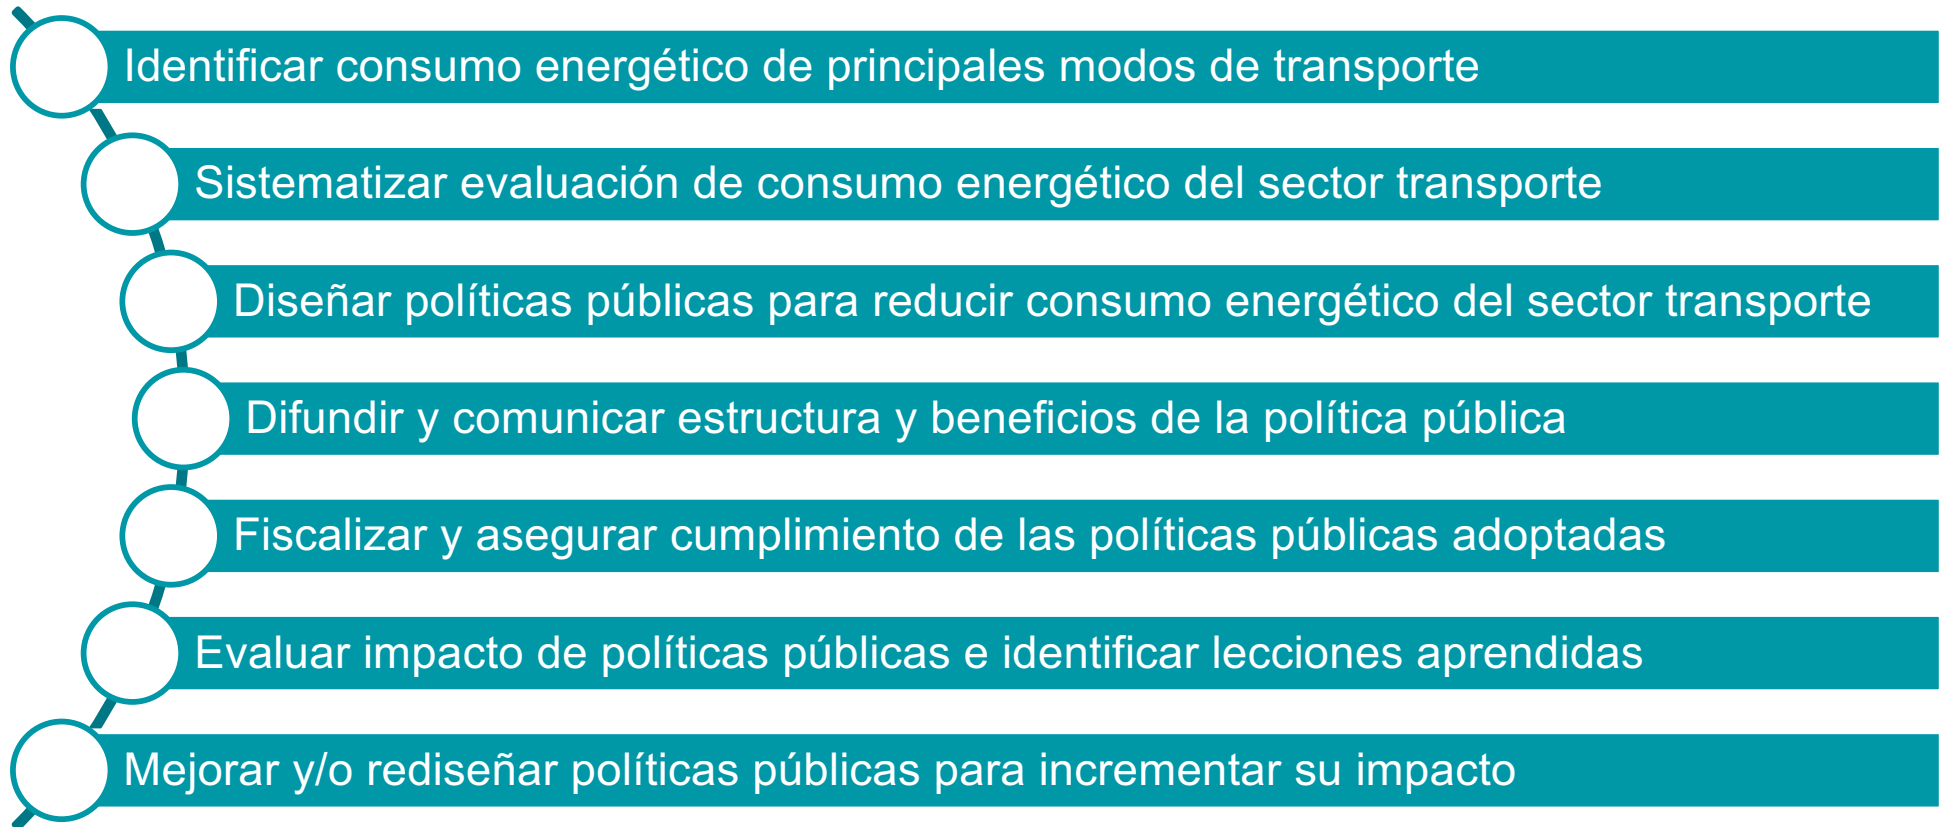 Identificar consumo energético de principales modos de transporte
Sistematizar evaluación de consumo energético del sector transporte
Diseñar políticas públicas para reducir consumo energético del sector transporte
Difundir y comunicar estructura y beneficios de la política pública
Fiscalizar y asegurar cumplimiento de las políticas públicas adoptadas
Evaluar impacto de políticas públicas e identificar lecciones aprendidas
Mejorar y/o rediseñar políticas públicas para incrementar su impacto